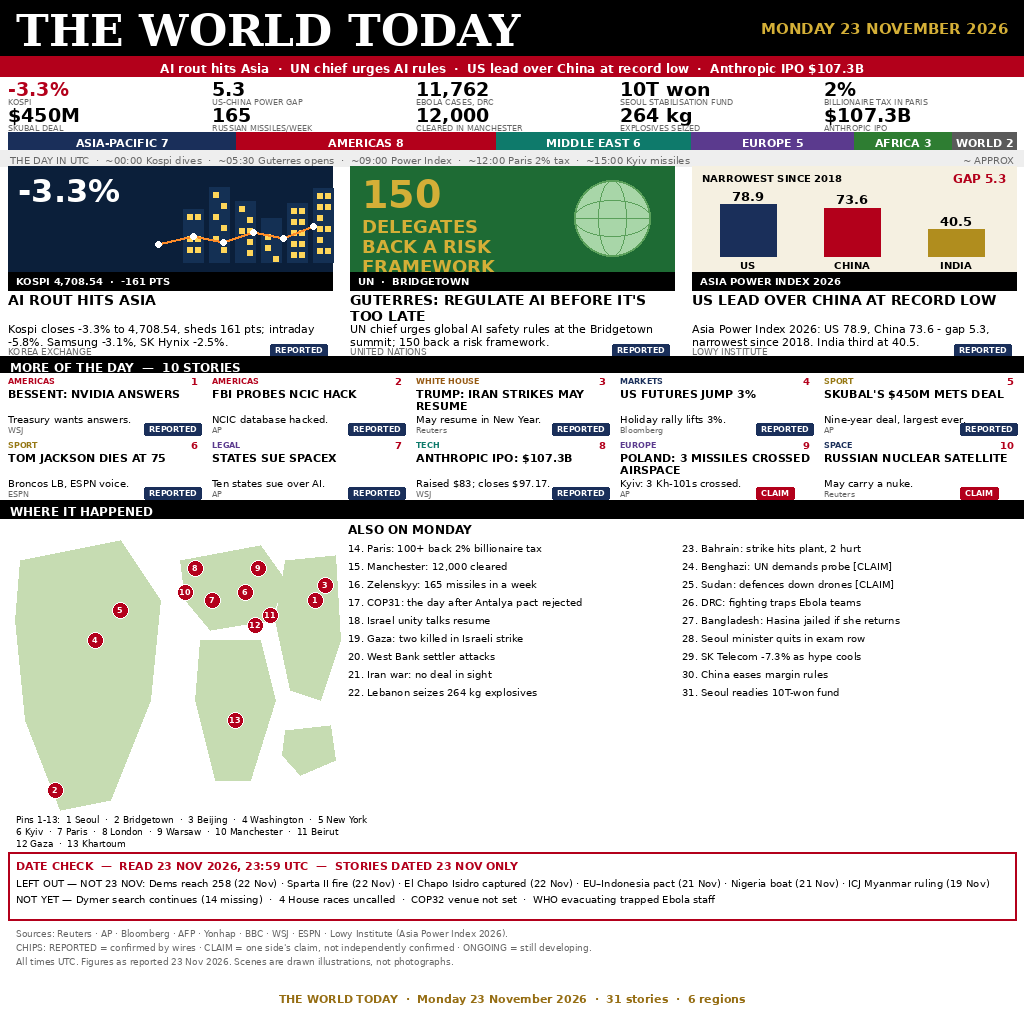 THE WORLD TODAY
MONDAY 23 NOVEMBER 2026
AI rout hits Asia · UN chief urges AI rules · US lead over China at record low · Anthropic IPO $107.3B
-3.3%
KOSPI
5.3
US-CHINA POWER GAP
11,762
EBOLA CASES, DRC
10T won
SEOUL STABILISATION FUND
2%
BILLIONAIRE TAX IN PARIS
$450M
SKUBAL DEAL
165
RUSSIAN MISSILES/WEEK
12,000
CLEARED IN MANCHESTER
264 kg
EXPLOSIVES SEIZED
$107.3B
ANTHROPIC IPO
ASIA-PACIFIC 7
AMERICAS 8
MIDDLE EAST 6
EUROPE 5
AFRICA 3
WORLD 2
THE DAY IN UTC · ~00:00 Kospi dives · ~05:30 Guterres opens · ~09:00 Power Index · ~12:00 Paris 2% tax · ~15:00 Kyiv missiles
~ APPROX
-3.3%
KOSPI 4,708.54 · -161 PTS
AI ROUT HITS ASIA
Kospi closes -3.3% to 4,708.54, sheds 161 pts; intraday
-5.8%. Samsung -3.1%, SK Hynix -2.5%.
KOREA EXCHANGE
REPORTED
150
DELEGATES
BACK A RISK
FRAMEWORK
UN · BRIDGETOWN
GUTERRES: REGULATE AI BEFORE IT'S
TOO LATE
UN chief urges global AI safety rules at the Bridgetown
summit; 150 back a risk framework.
UNITED NATIONS
REPORTED
NARROWEST SINCE 2018
GAP 5.3
78.9
73.6
40.5
US
CHINA
INDIA
ASIA POWER INDEX 2026
US LEAD OVER CHINA AT RECORD LOW
Asia Power Index 2026: US 78.9, China 73.6 - gap 5.3,
narrowest since 2018. India third at 40.5.
LOWY INSTITUTE
REPORTED
MORE OF THE DAY — 10 STORIES
AMERICAS 1
BESSENT: NVIDIA ANSWERS
Treasury wants answers.
WSJ
REPORTED
AMERICAS 2
FBI PROBES NCIC HACK
NCIC database hacked.
AP
REPORTED
WHITE HOUSE 3
TRUMP: IRAN STRIKES MAY
RESUME
May resume in New Year.
Reuters
REPORTED
MARKETS 4
US FUTURES JUMP 3%
Holiday rally lifts 3%.
Bloomberg
REPORTED
SPORT 5
SKUBAL'S $450M METS DEAL
Nine-year deal, largest ever.
AP
REPORTED
SPORT 6
TOM JACKSON DIES AT 75
Broncos LB, ESPN voice.
ESPN
REPORTED
LEGAL 7
STATES SUE SPACEX
Ten states sue over AI.
AP
REPORTED
TECH 8
ANTHROPIC IPO: $107.3B
Raised $83; closes $97.17.
WSJ
REPORTED
EUROPE 9
POLAND: 3 MISSILES CROSSED
AIRSPACE
Kyiv: 3 Kh-101s crossed.
AP
CLAIM
SPACE 10
RUSSIAN NUCLEAR SATELLITE
May carry a nuke.
Reuters
CLAIM
WHERE IT HAPPENED
8
9
10
7
6
3
1
5
11
12
4
13
2
Pins 1-13: 1 Seoul · 2 Bridgetown · 3 Beijing · 4 Washington · 5 New York
6 Kyiv · 7 Paris · 8 London · 9 Warsaw · 10 Manchester · 11 Beirut
12 Gaza · 13 Khartoum
ALSO ON MONDAY
14. Paris: 100+ back 2% billionaire tax
15. Manchester: 12,000 cleared
16. Zelenskyy: 165 missiles in a week
17. COP31: the day after Antalya pact rejected
18. Israel unity talks resume
19. Gaza: two killed in Israeli strike
20. West Bank settler attacks
21. Iran war: no deal in sight
22. Lebanon seizes 264 kg explosives
23. Bahrain: strike hits plant, 2 hurt
24. Benghazi: UN demands probe [CLAIM]
25. Sudan: defences down drones [CLAIM]
26. DRC: fighting traps Ebola teams
27. Bangladesh: Hasina jailed if she returns
28. Seoul minister quits in exam row
29. SK Telecom -7.3% as hype cools
30. China eases margin rules
31. Seoul readies 10T-won fund
DATE CHECK — READ 23 NOV 2026, 23:59 UTC — STORIES DATED 23 NOV ONLY
LEFT OUT — NOT 23 NOV: Dems reach 258 (22 Nov) · Sparta II fire (22 Nov) · El Chapo Isidro captured (22 Nov) · EU–Indonesia pact (21 Nov) · Nigeria boat (21 Nov) · ICJ Myanmar ruling (19 Nov)
NOT YET — Dymer search continues (14 missing) · 4 House races uncalled · COP32 venue not set · WHO evacuating trapped Ebola staff
Sources: Reuters · AP · Bloomberg · AFP · Yonhap · BBC · WSJ · ESPN · Lowy Institute (Asia Power Index 2026).
CHIPS: REPORTED = confirmed by wires · CLAIM = one side's claim, not independently confirmed · ONGOING = still developing.
All times UTC. Figures as reported 23 Nov 2026. Scenes are drawn illustrations, not photographs.
THE WORLD TODAY · Monday 23 November 2026 · 31 stories · 6 regions